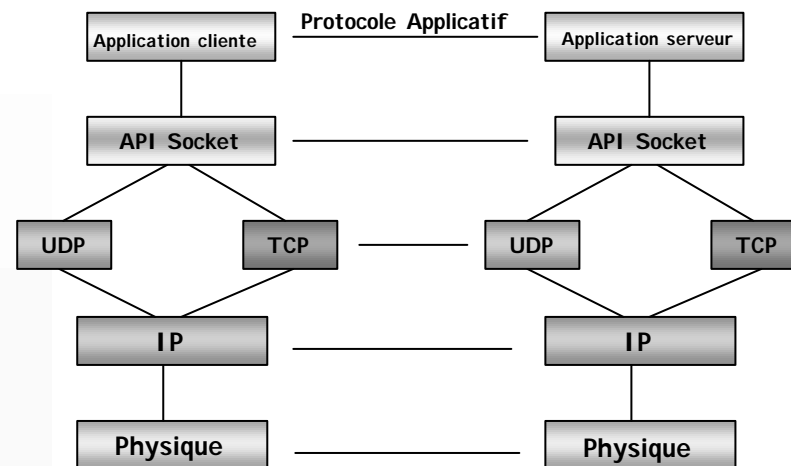 Protocole Applicatif
Application cliente
Application serveur
API Socket
API Socket
UDP
TCP
UDP
TCP
IP
IP
Physique
Physique